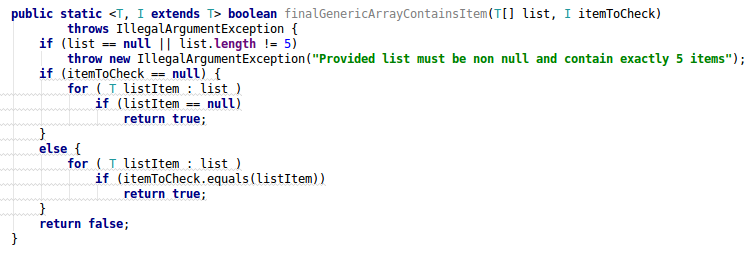 public static <T, I extends T> boolean finalGenericArrayContainsItem(T[] list, I itemToCheck)
        throws IllegalArgumentException {
    if (list == null || list.length != 5)
        throw new IllegalArgumentException("Provided list must be non null and contain exactly 5 items");
    if (itemToCheck == null) {
        for ( T listItem : list )
            if (listItem == null)
                return true;
    }
    else {
        for ( T listItem : list )
            if (itemToCheck.equals(listItem))
                return true;
    }
    return false;
}